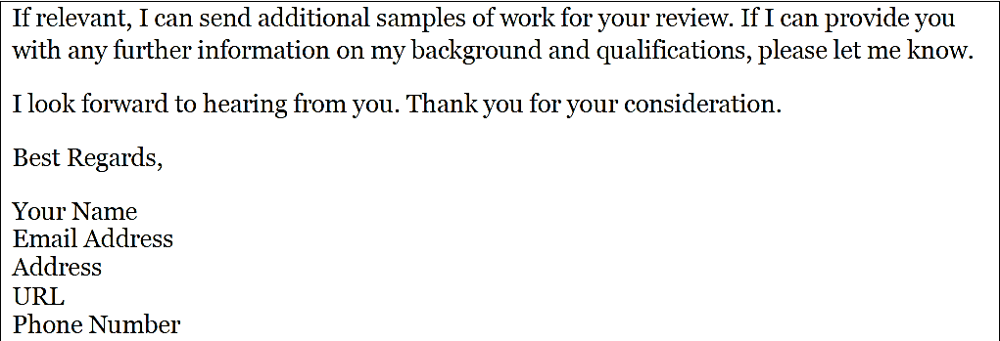 If relevant, I can send additional samples of work for your review. If I can provide you
with any further information on my background and qualifications, please let me know.
I look forward to hearing from you. Thank you for your consideration.
Best Regards,
Your Name
Email Address
Address
URL
Phone Number